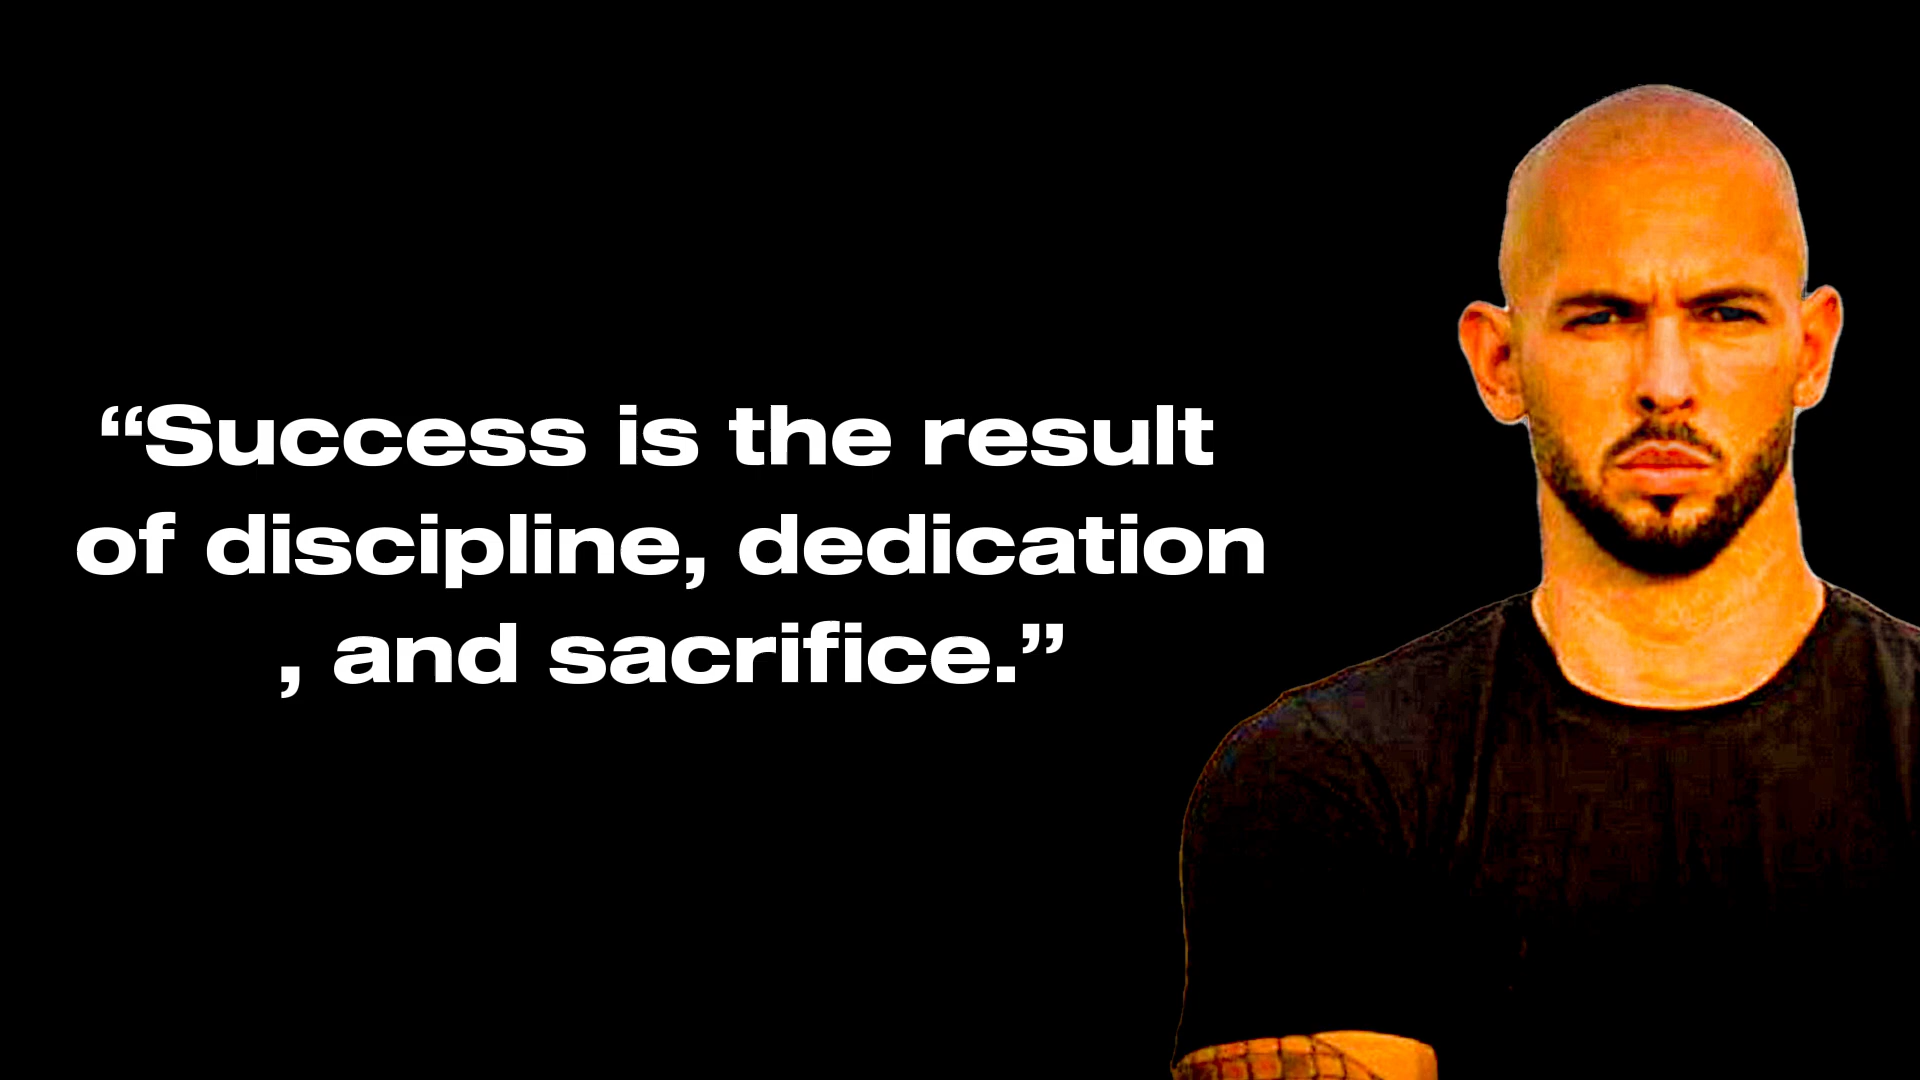 “Success is the result
of discipline, dedication
, and sacrifice.”